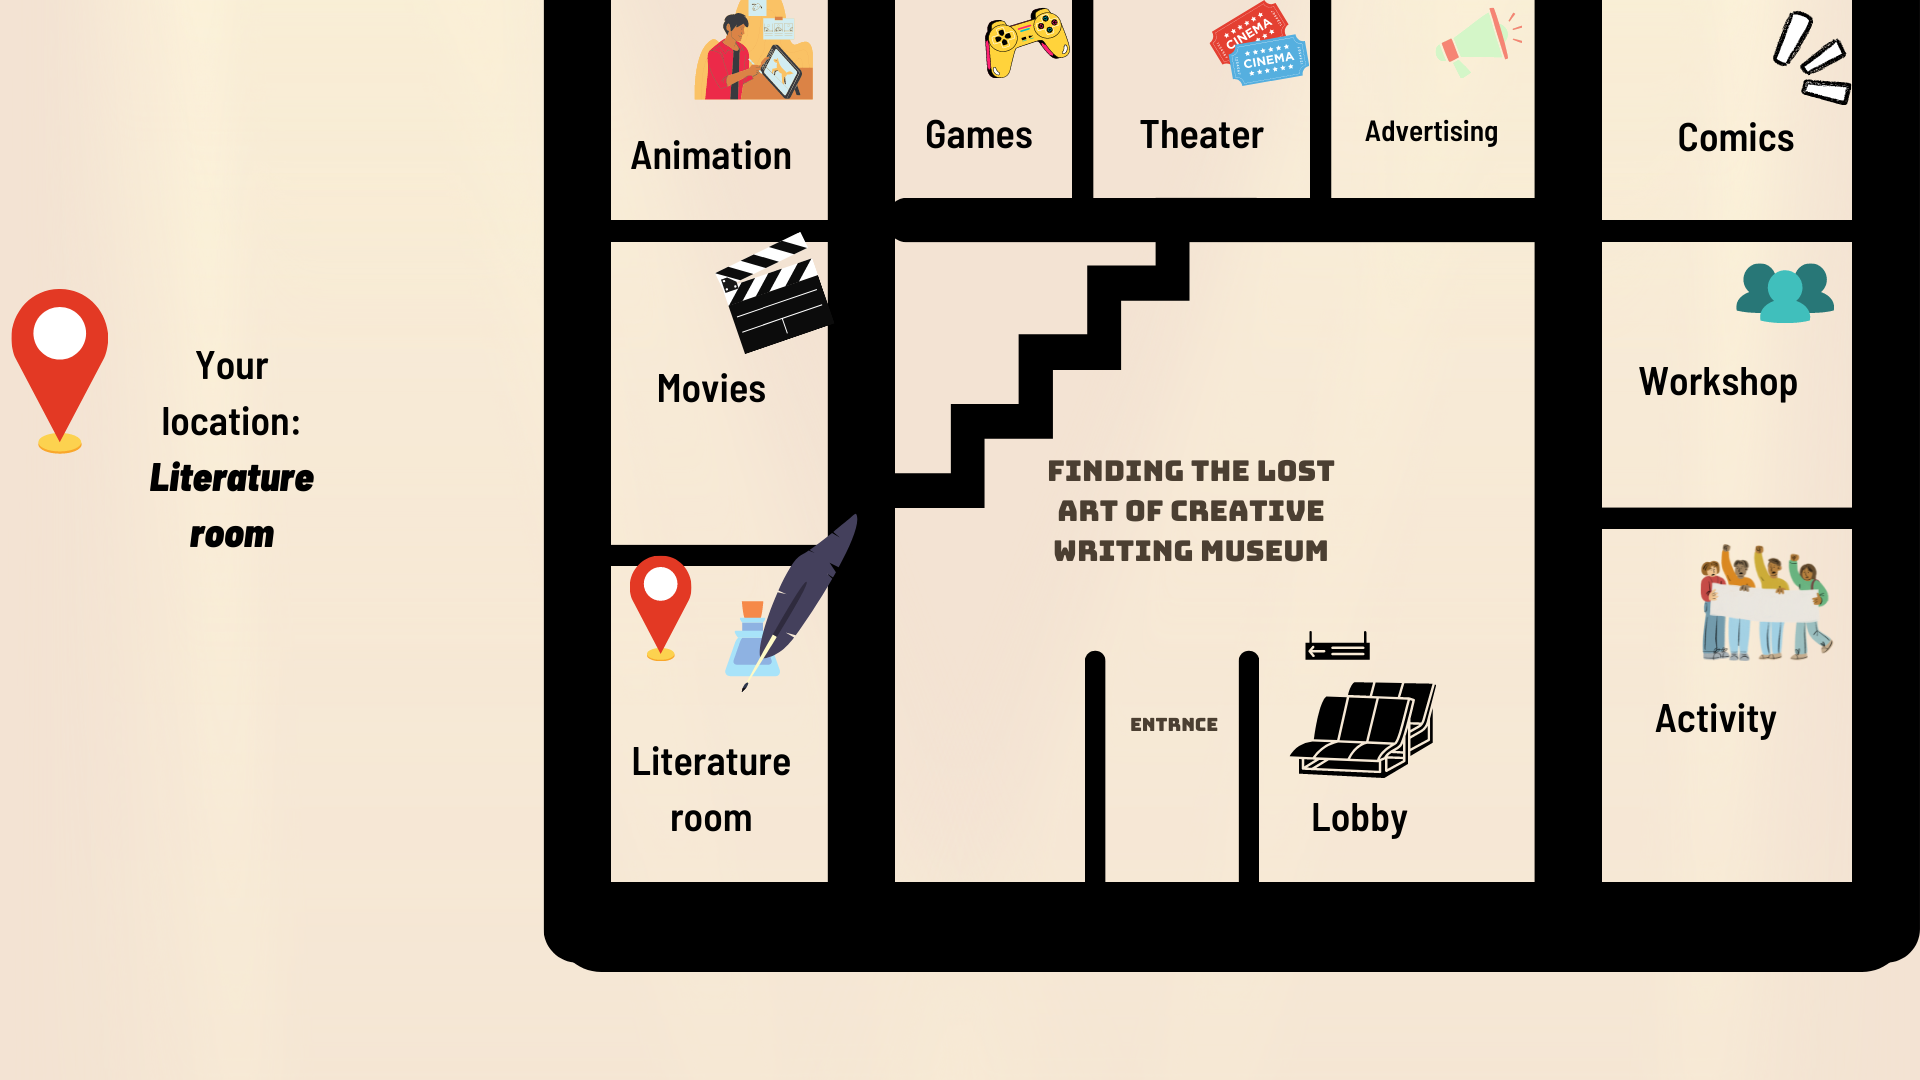 CINEMA
CINEMA
Games
Theater
Advertising
Comics
Animation
Movies
Workshop
Your
location:
Literature
room
FINDING THE LOST
ART OF CREATIVE
WRITING MUSEUM
ENTRNCE
Activity
Literature
room
Lobby